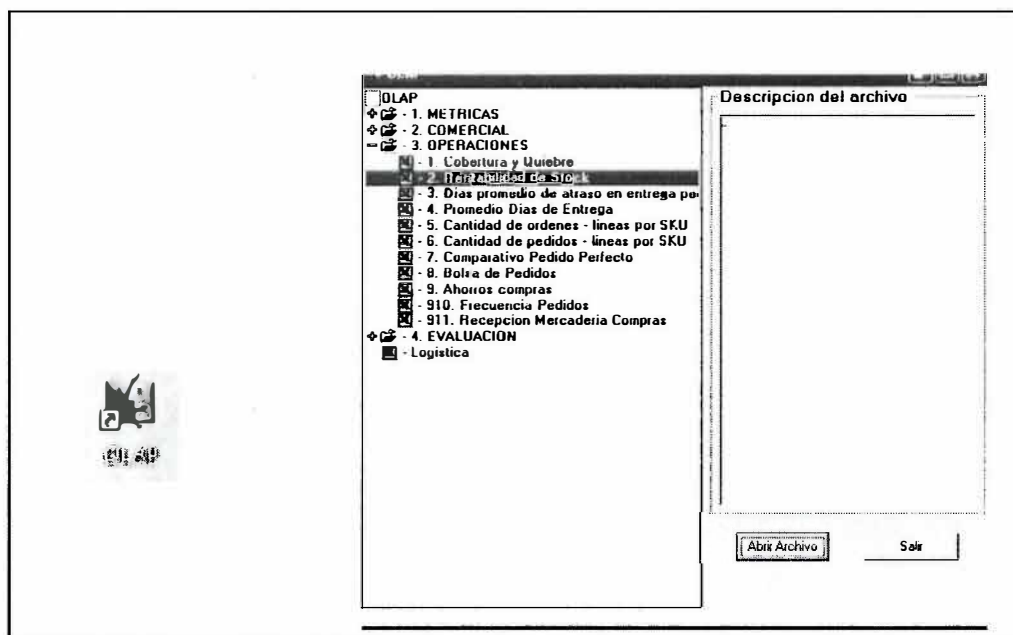 OLAP
- 1. METRICAS
- 2. COMERCIAL
- 3. OPERACIONES
- 1. Cobertura y Quiebre
- 2. Rentabilidad de Stock
- 3. Dias promedio de atraso en entrega
- 4. Promedio Dias de Entrega
- 5. Cantidad de ordenes - lineas por SKU
- 6. Cantidad de pedidos - lineas por SKU
- 7. Comparativo Pedido Perfecto
- 8. Bolsa de Pedidos
- 9. Ahorros compras
- 910. Frecuencia Pedidos
- 911. Recepcion Mercaderia Compras
- 4. EVALUACION
- Logistica
Descripcion del archivo
Abrir Archivo
Salir